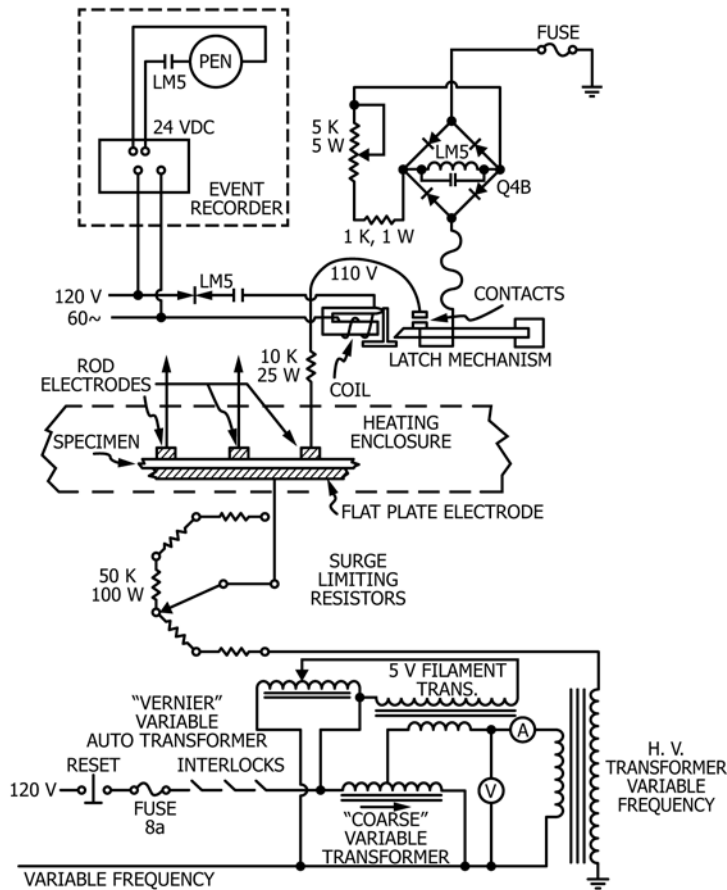 PEN
LM5
24 VDC
EVENT
RECORDER
FUSE
5 K
5 W
LM5
Q4B
1 K, 1 W
LM5
110 V
120 V
60~
CONTACTS
LATCH MECHANISM
COIL
10 K
25 W
ROD
ELECTRODES
SPECIMEN
HEATING
ENCLOSURE
FLAT PLATE ELECTRODE
50 K
100 W
SURGE
LIMITING
RESISTORS
5 V FILAMENT
TRANS.
“VERNIER”
VARIABLE
AUTO TRANSFORMER
A
V
H. V.
TRANSFORMER
VARIABLE
FREQUENCY
120 V
RESET
FUSE
8a
INTERLOCKS
“COARSE”
VARIABLE
TRANSFORMER
VARIABLE FREQUENCY